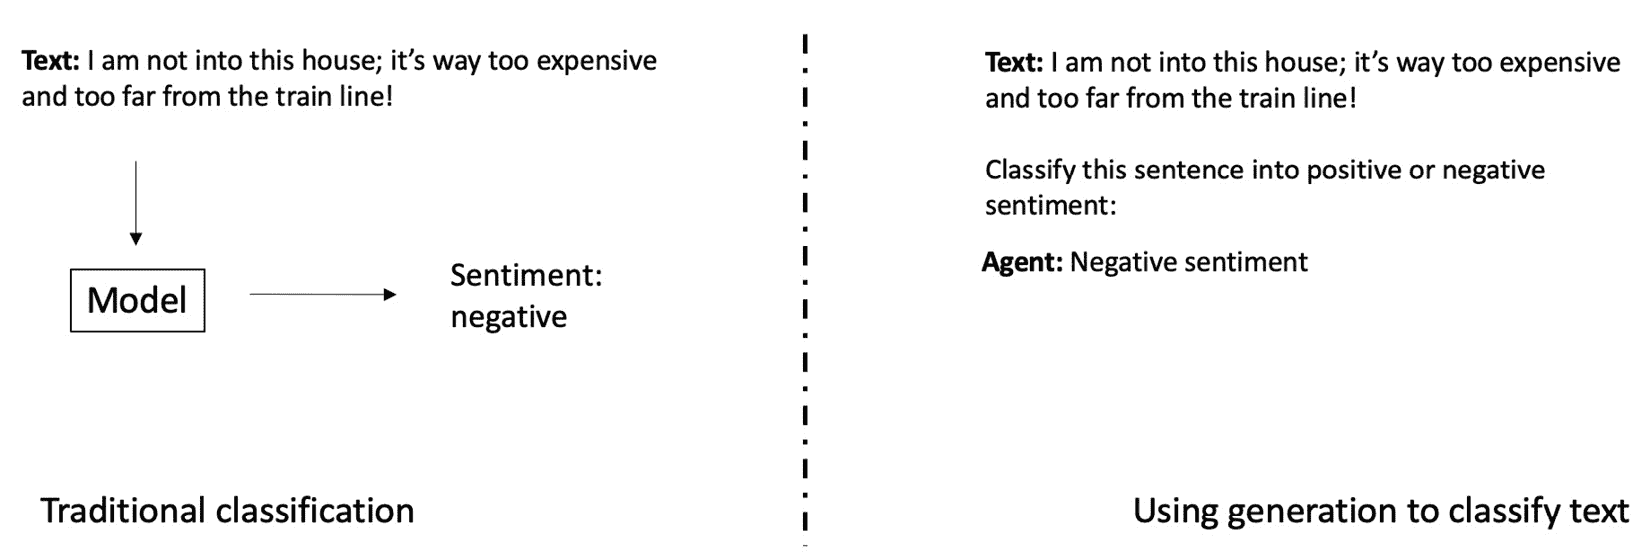 Text: I am not into this house; it’s way too expensive
and too far from the train line!
Model
Sentiment:
negative
Traditional classification
Text: I am not into this house; it’s way too expensive
and too far from the train line!
Classify this sentence into positive or negative
sentiment:
Agent: Negative sentiment
Using generation to classify text